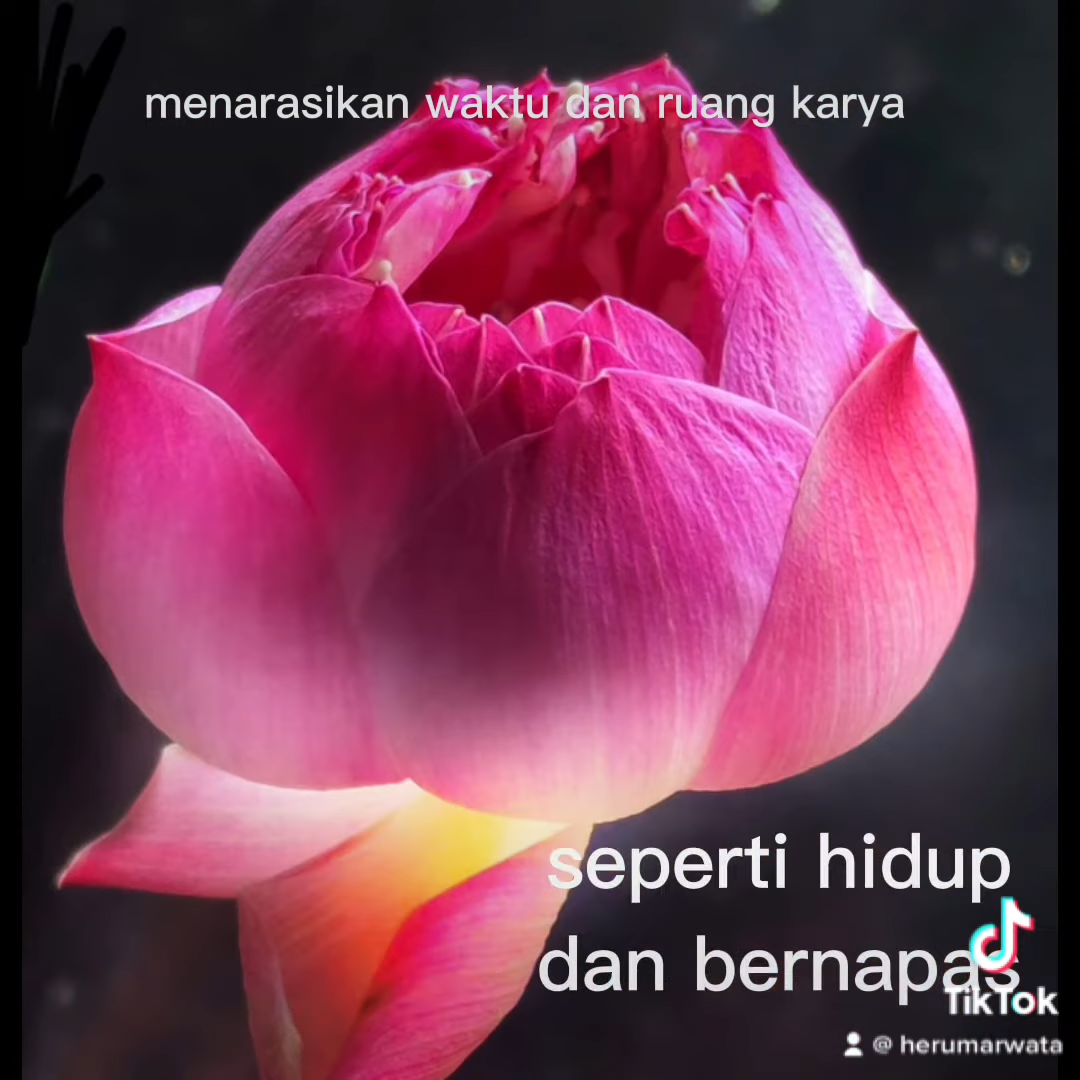 menarasikan waktu dan ruang karya
seperti hidup
dan bernapas
TikTok
@ herumarwata